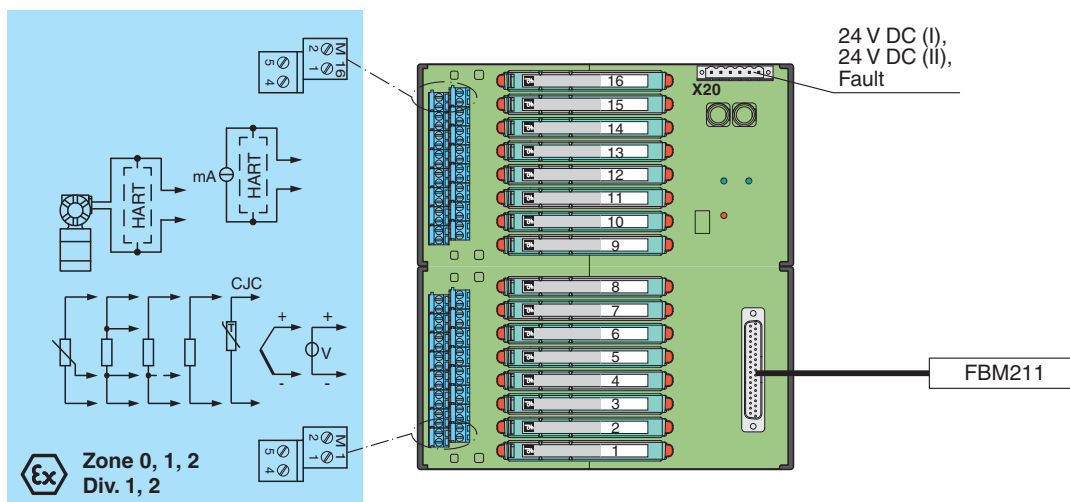 24 V DC (I),
24 V DC (II),
Fault
X20
M 16
2 1
5 4
16
15
14
13
12
11
10
9
8
7
6
5
4
3
2
1
mA
HART
HART
CJC
T
+
+
V
-
-
FBM211
M 1
2 1
5 4
Ex
Zone 0, 1, 2
Div. 1, 2